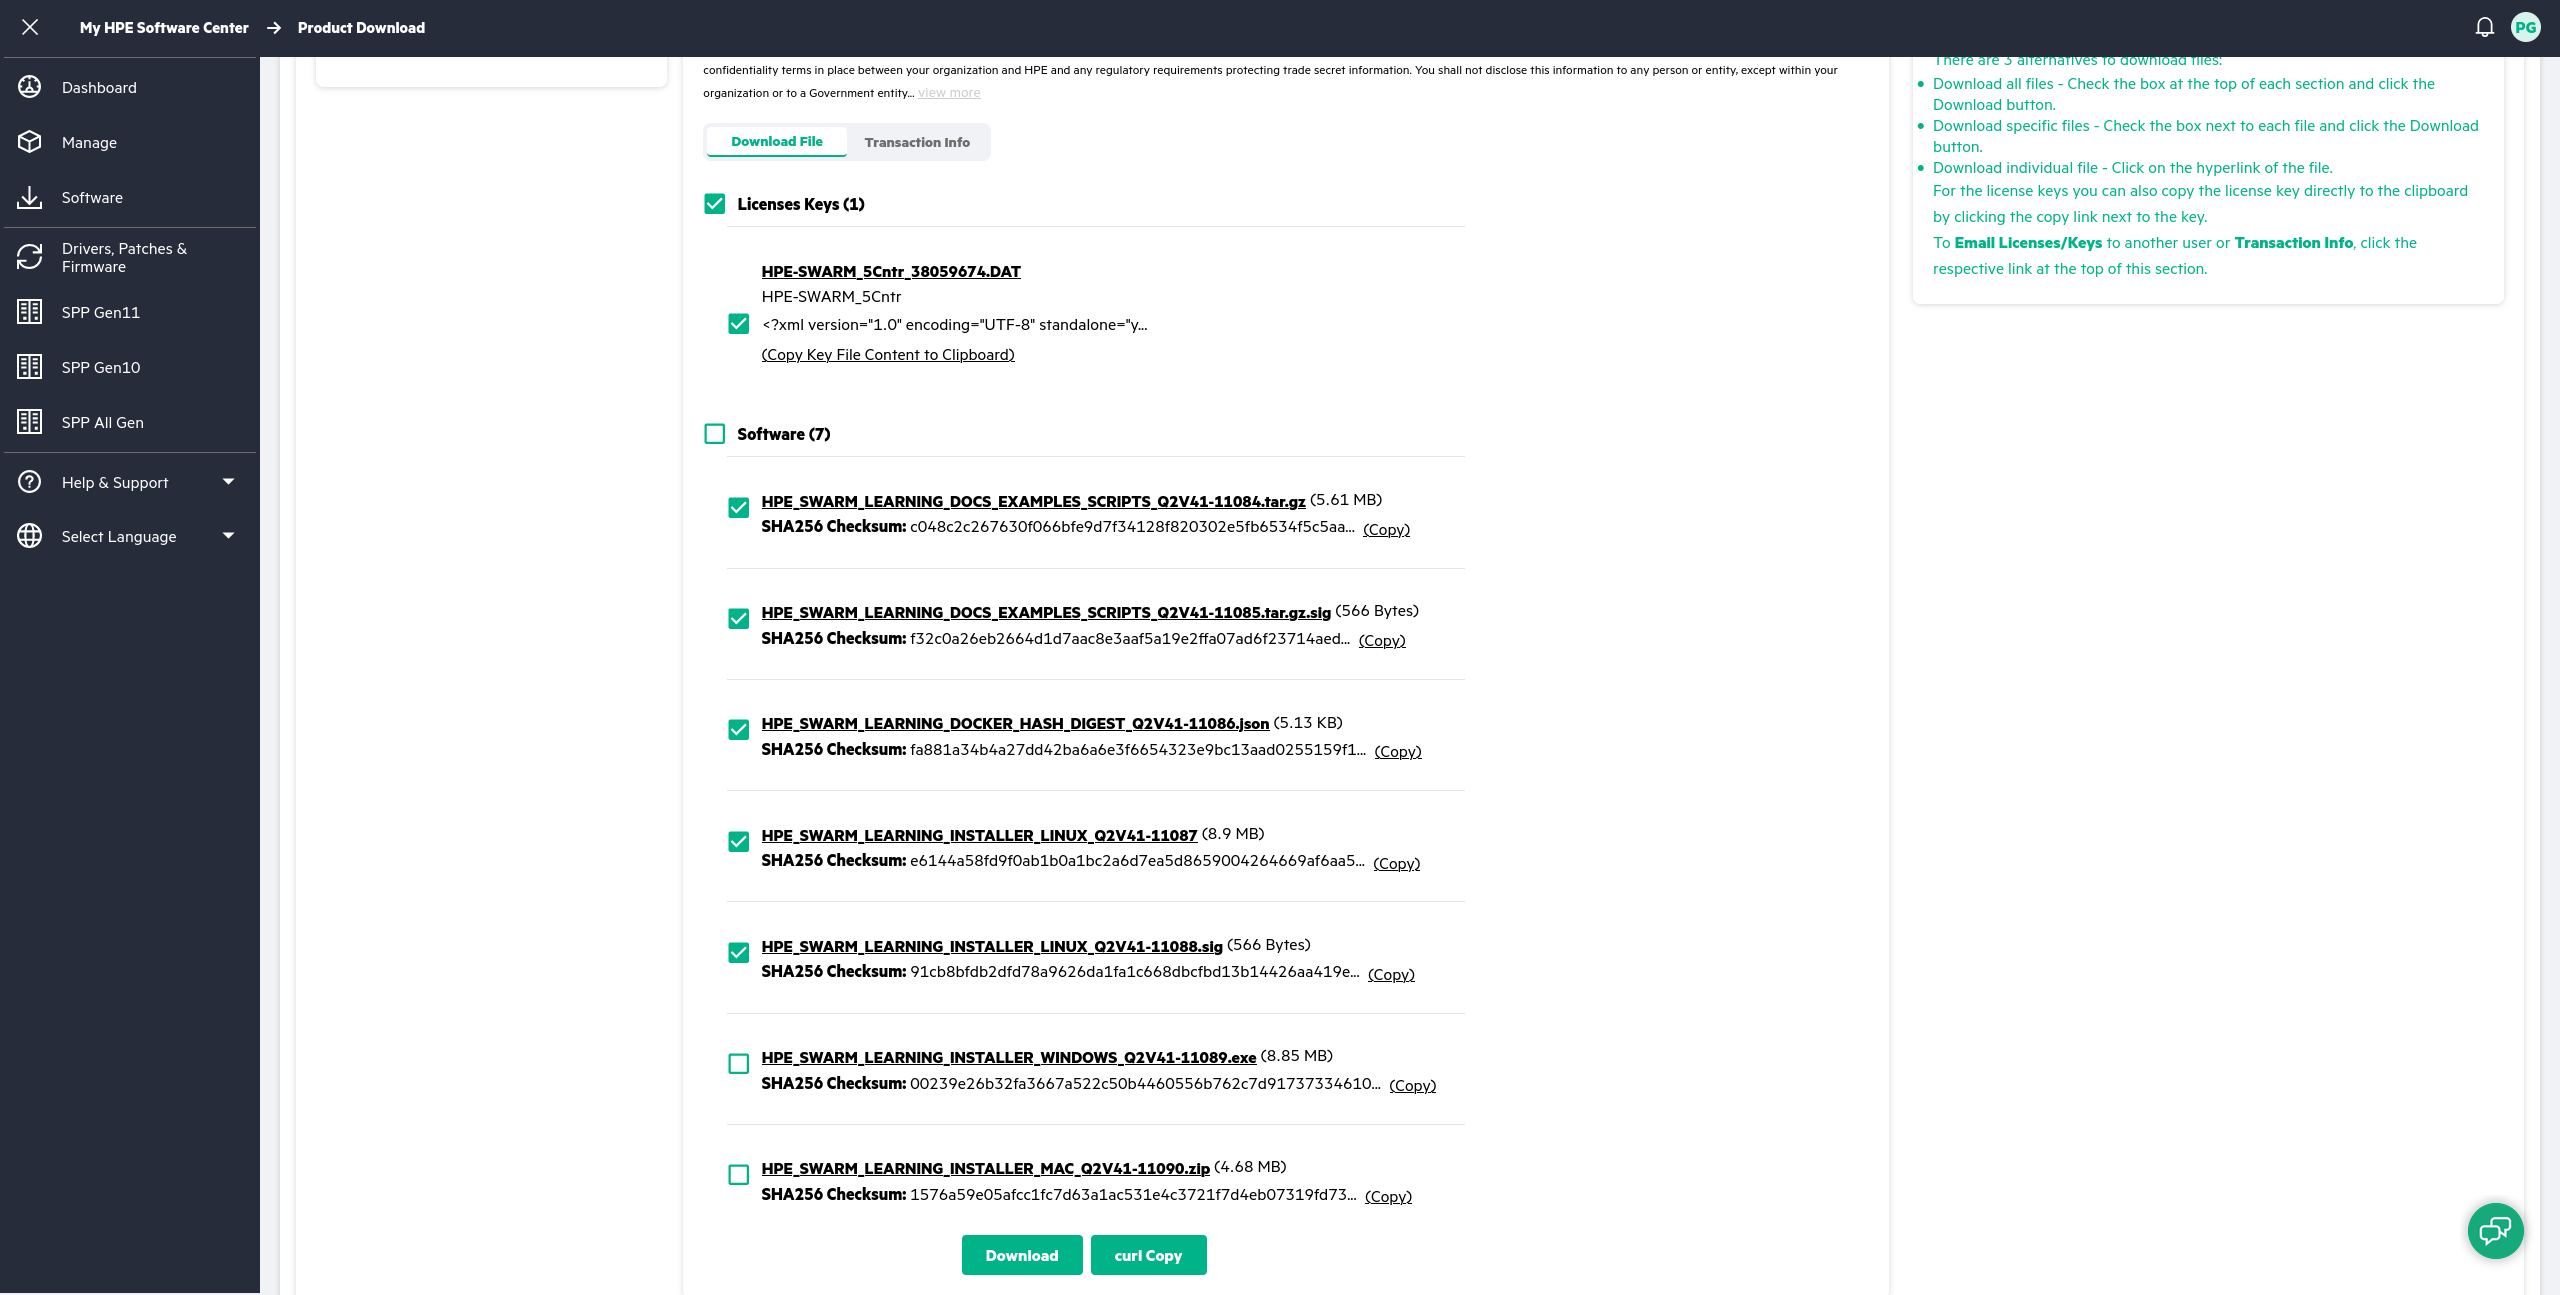 My HPE Software Center → Product Download
PG
Dashboard
Manage
Software
Drivers, Patches &
Firmware
SPP Gen11
SPP Gen10
SPP All Gen
Help & Support
Select Language
confidentiality terms in place between your organization and HPE and any regulatory requirements protecting trade secret information. You shall not disclose this information to any person or entity, except within your
organization or to a Government entity... view more
Download File
Transaction Info
Licenses Keys (1)
HPE-SWARM_5Cntr_38059674.DAT
HPE-SWARM_5Cntr
<?xml version="1.0" encoding="UTF-8" standalone="y...
(Copy Key File Content to Clipboard)
Software (7)
HPE_SWARM_LEARNING_DOCS_EXAMPLES_SCRIPTS_Q2V41-11084.tar.gz (5.61 MB)
SHA256 Checksum: c048c2c267630f066bfe9d7f34128f820302e5fb6534f5c5aa... (Copy)
HPE_SWARM_LEARNING_DOCS_EXAMPLES_SCRIPTS_Q2V41-11085.tar.gz.sig (566 Bytes)
SHA256 Checksum: f32c0a26eb2664d1d7aac8e3aaf5a19e2ffa07ad6f23714aed... (Copy)
HPE_SWARM_LEARNING_DOCKER_HASH_DIGEST_Q2V41-11086.json (5.13 KB)
SHA256 Checksum: fa881a34b4a27dd42ba6a6e3f6654323e9bc13aad0255159f1... (Copy)
HPE_SWARM_LEARNING_INSTALLER_LINUX_Q2V41-11087 (8.9 MB)
SHA256 Checksum: e6144a58fd9f0ab1b0a1bc2a6d7ea5d8659004264669af6aa5... (Copy)
HPE_SWARM_LEARNING_INSTALLER_LINUX_Q2V41-11088.sig (566 Bytes)
SHA256 Checksum: 91cb8bfdb2dfd78a9626da1fa1c668dbcfbd13b14426aa419e... (Copy)
HPE_SWARM_LEARNING_INSTALLER_WINDOWS_Q2V41-11089.exe (8.85 MB)
SHA256 Checksum: 00239e26b32fa3667a522c50b4460556b762c7d91737334610... (Copy)
HPE_SWARM_LEARNING_INSTALLER_MAC_Q2V41-11090.zip (4.68 MB)
SHA256 Checksum: 1576a59e05afcc1fc7d63a1ac531e4c3721f7d4eb07319fd73... (Copy)
Download
curl Copy
There are 3 alternatives to download files:
• Download all files - Check the box at the top of each section and click the
Download button.
• Download specific files - Check the box next to each file and click the Download
button.
• Download individual file - Click on the hyperlink of the file.
For the license keys you can also copy the license key directly to the clipboard
by clicking the copy link next to the key.
To Email Licenses/Keys to another user or Transaction Info, click the
respective link at the top of this section.